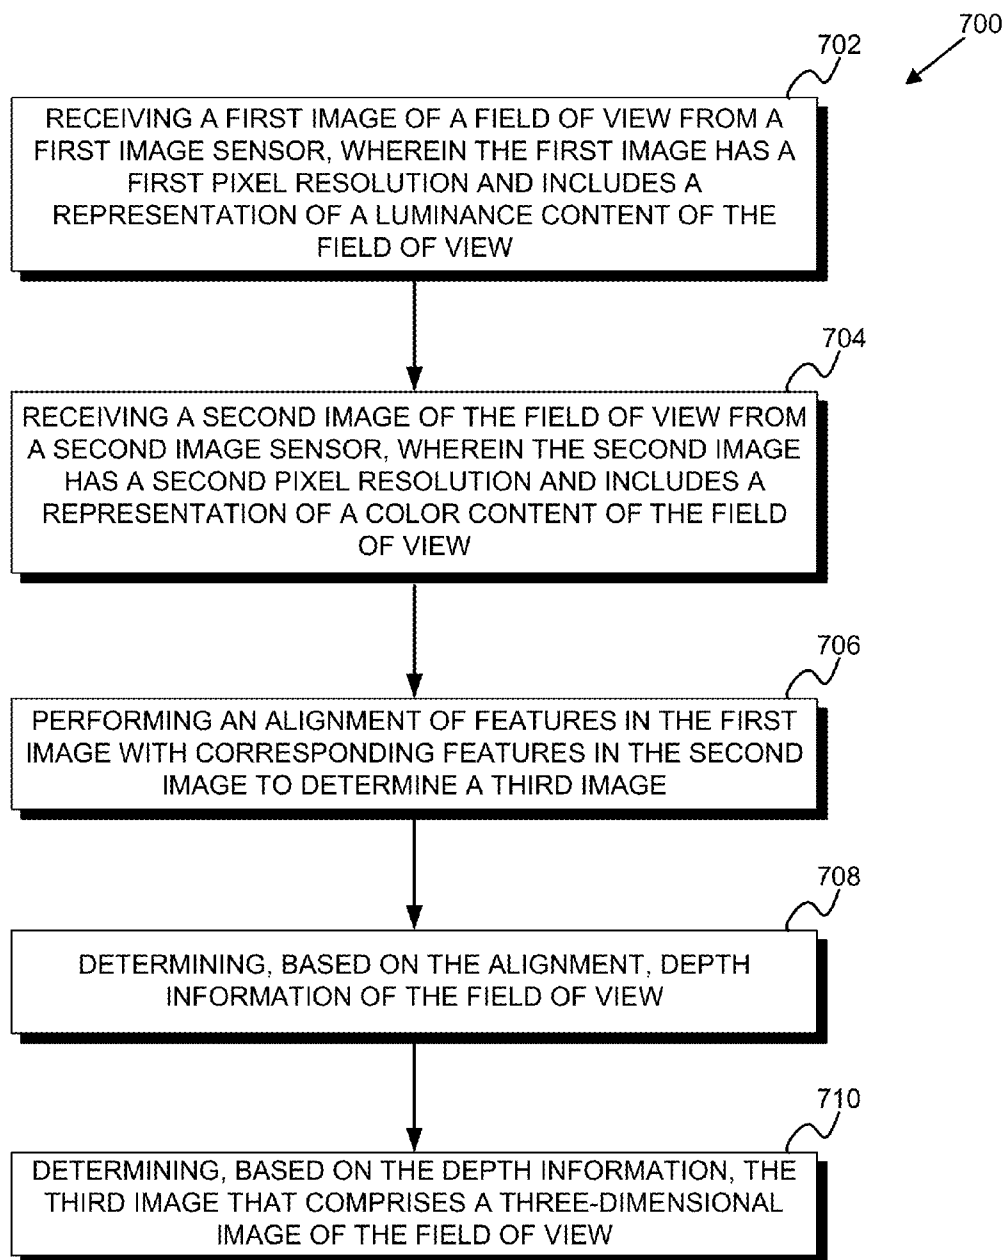 700
702
RECEIVING A FIRST IMAGE OF A FIELD OF VIEW FROM A
FIRST IMAGE SENSOR, WHEREIN THE FIRST IMAGE HAS A
FIRST PIXEL RESOLUTION AND INCLUDES A
REPRESENTATION OF A LUMINANCE CONTENT OF THE
FIELD OF VIEW
704
RECEIVING A SECOND IMAGE OF THE FIELD OF VIEW FROM
A SECOND IMAGE SENSOR, WHEREIN THE SECOND IMAGE
HAS A SECOND PIXEL RESOLUTION AND INCLUDES A
REPRESENTATION OF A COLOR CONTENT OF THE FIELD
OF VIEW
706
PERFORMING AN ALIGNMENT OF FEATURES IN THE FIRST
IMAGE WITH CORRESPONDING FEATURES IN THE SECOND
IMAGE TO DETERMINE A THIRD IMAGE
708
DETERMINING, BASED ON THE ALIGNMENT, DEPTH
INFORMATION OF THE FIELD OF VIEW
710
DETERMINING, BASED ON THE DEPTH INFORMATION, THE
THIRD IMAGE THAT COMPRISES A THREE-DIMENSIONAL
IMAGE OF THE FIELD OF VIEW